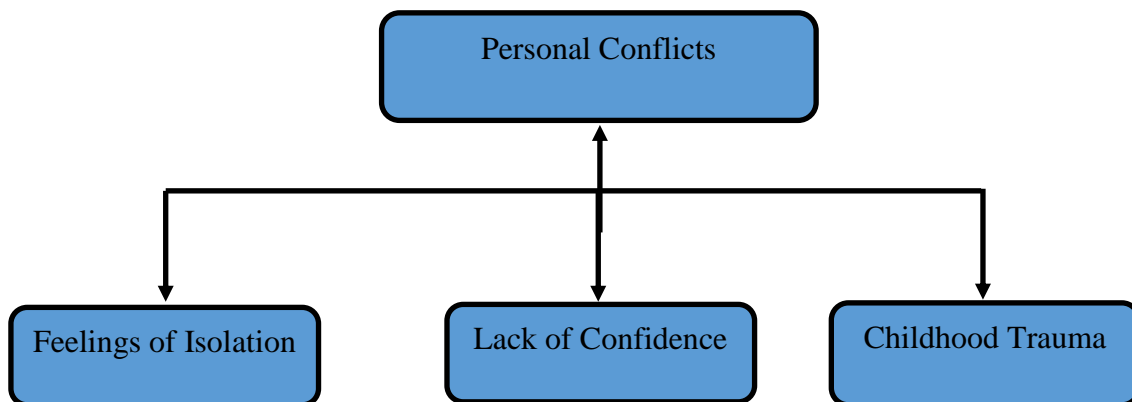 Personal Conflicts
Feelings of Isolation
Lack of Confidence
Childhood Trauma